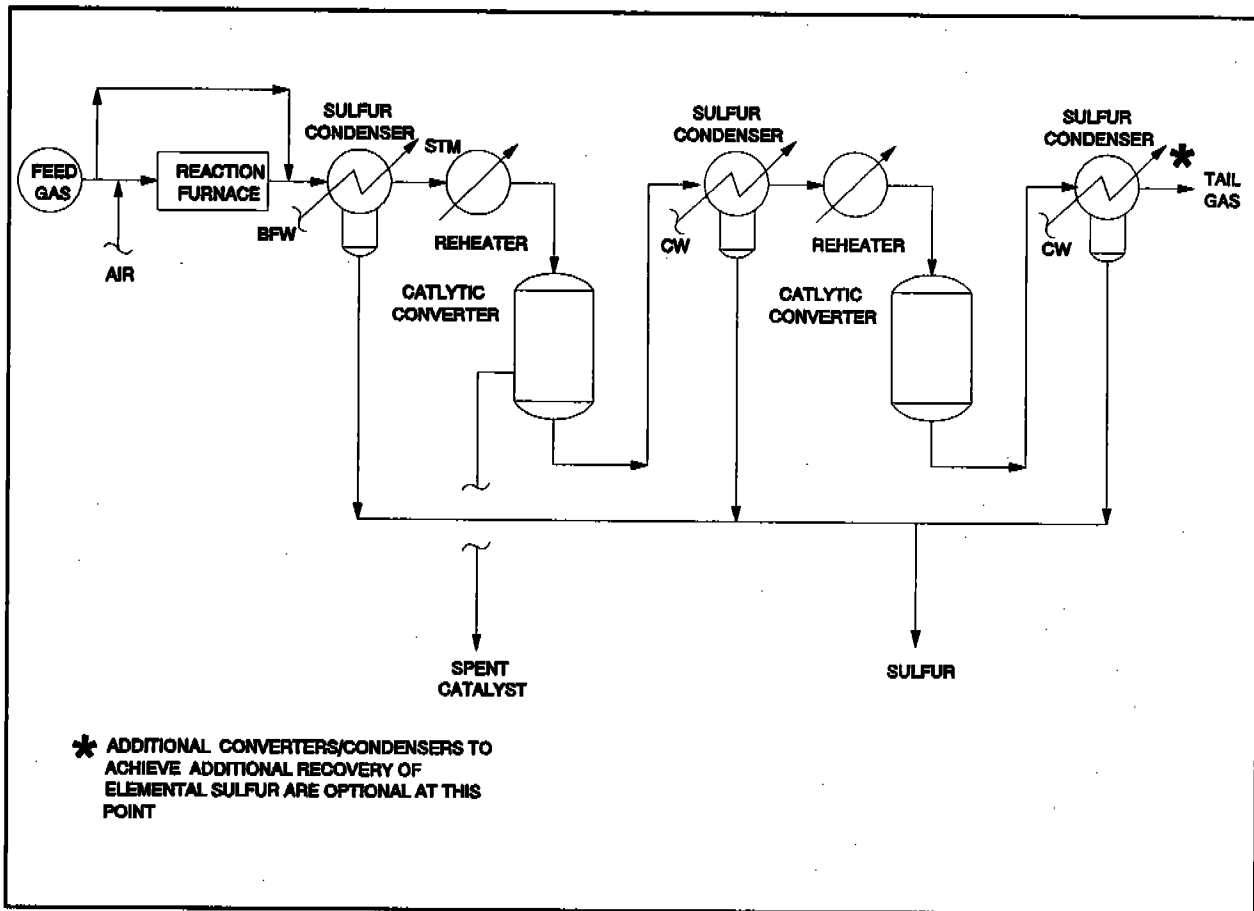 FEED
GAS
AIR
REACTION
FURNACE
SULFUR
CONDENSER
STM
BFW
REHEATER
CATLYTIC
CONVERTER
SULFUR
CONDENSER
CW
REHEATER
CATLYTIC
CONVERTER
SULFUR
CONDENSER
*
TAIL
GAS
CW
SPENT
CATALYST
SULFUR
* ADDITIONAL CONVERTERS/CONDENSERS TO
ACHIEVE ADDITIONAL RECOVERY OF
ELEMENTAL SULFUR ARE OPTIONAL AT THIS
POINT